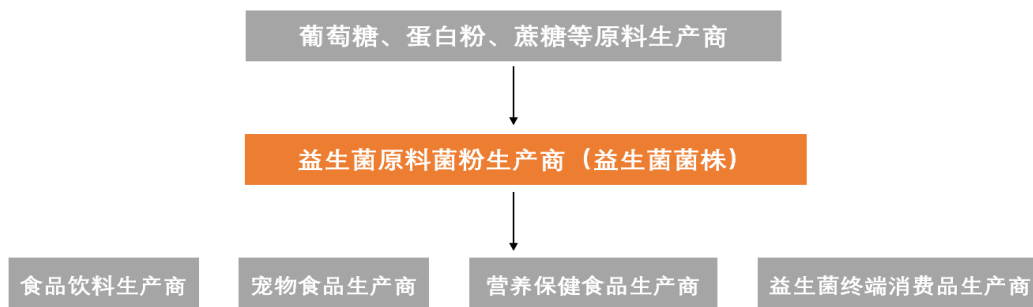 葡萄糖、蛋白粉、蔗糖等原料生产商
益生菌原料菌粉生产商（益生菌菌株）
食品饮料生产商
宠物食品生产商
营养保健食品生产商
益生菌终端消费品生产商